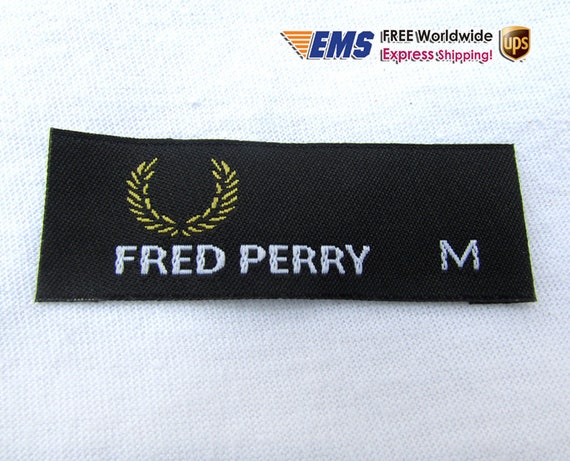 EMS FREE Worldwide
Express Shipping! ups
FRED PERRY M